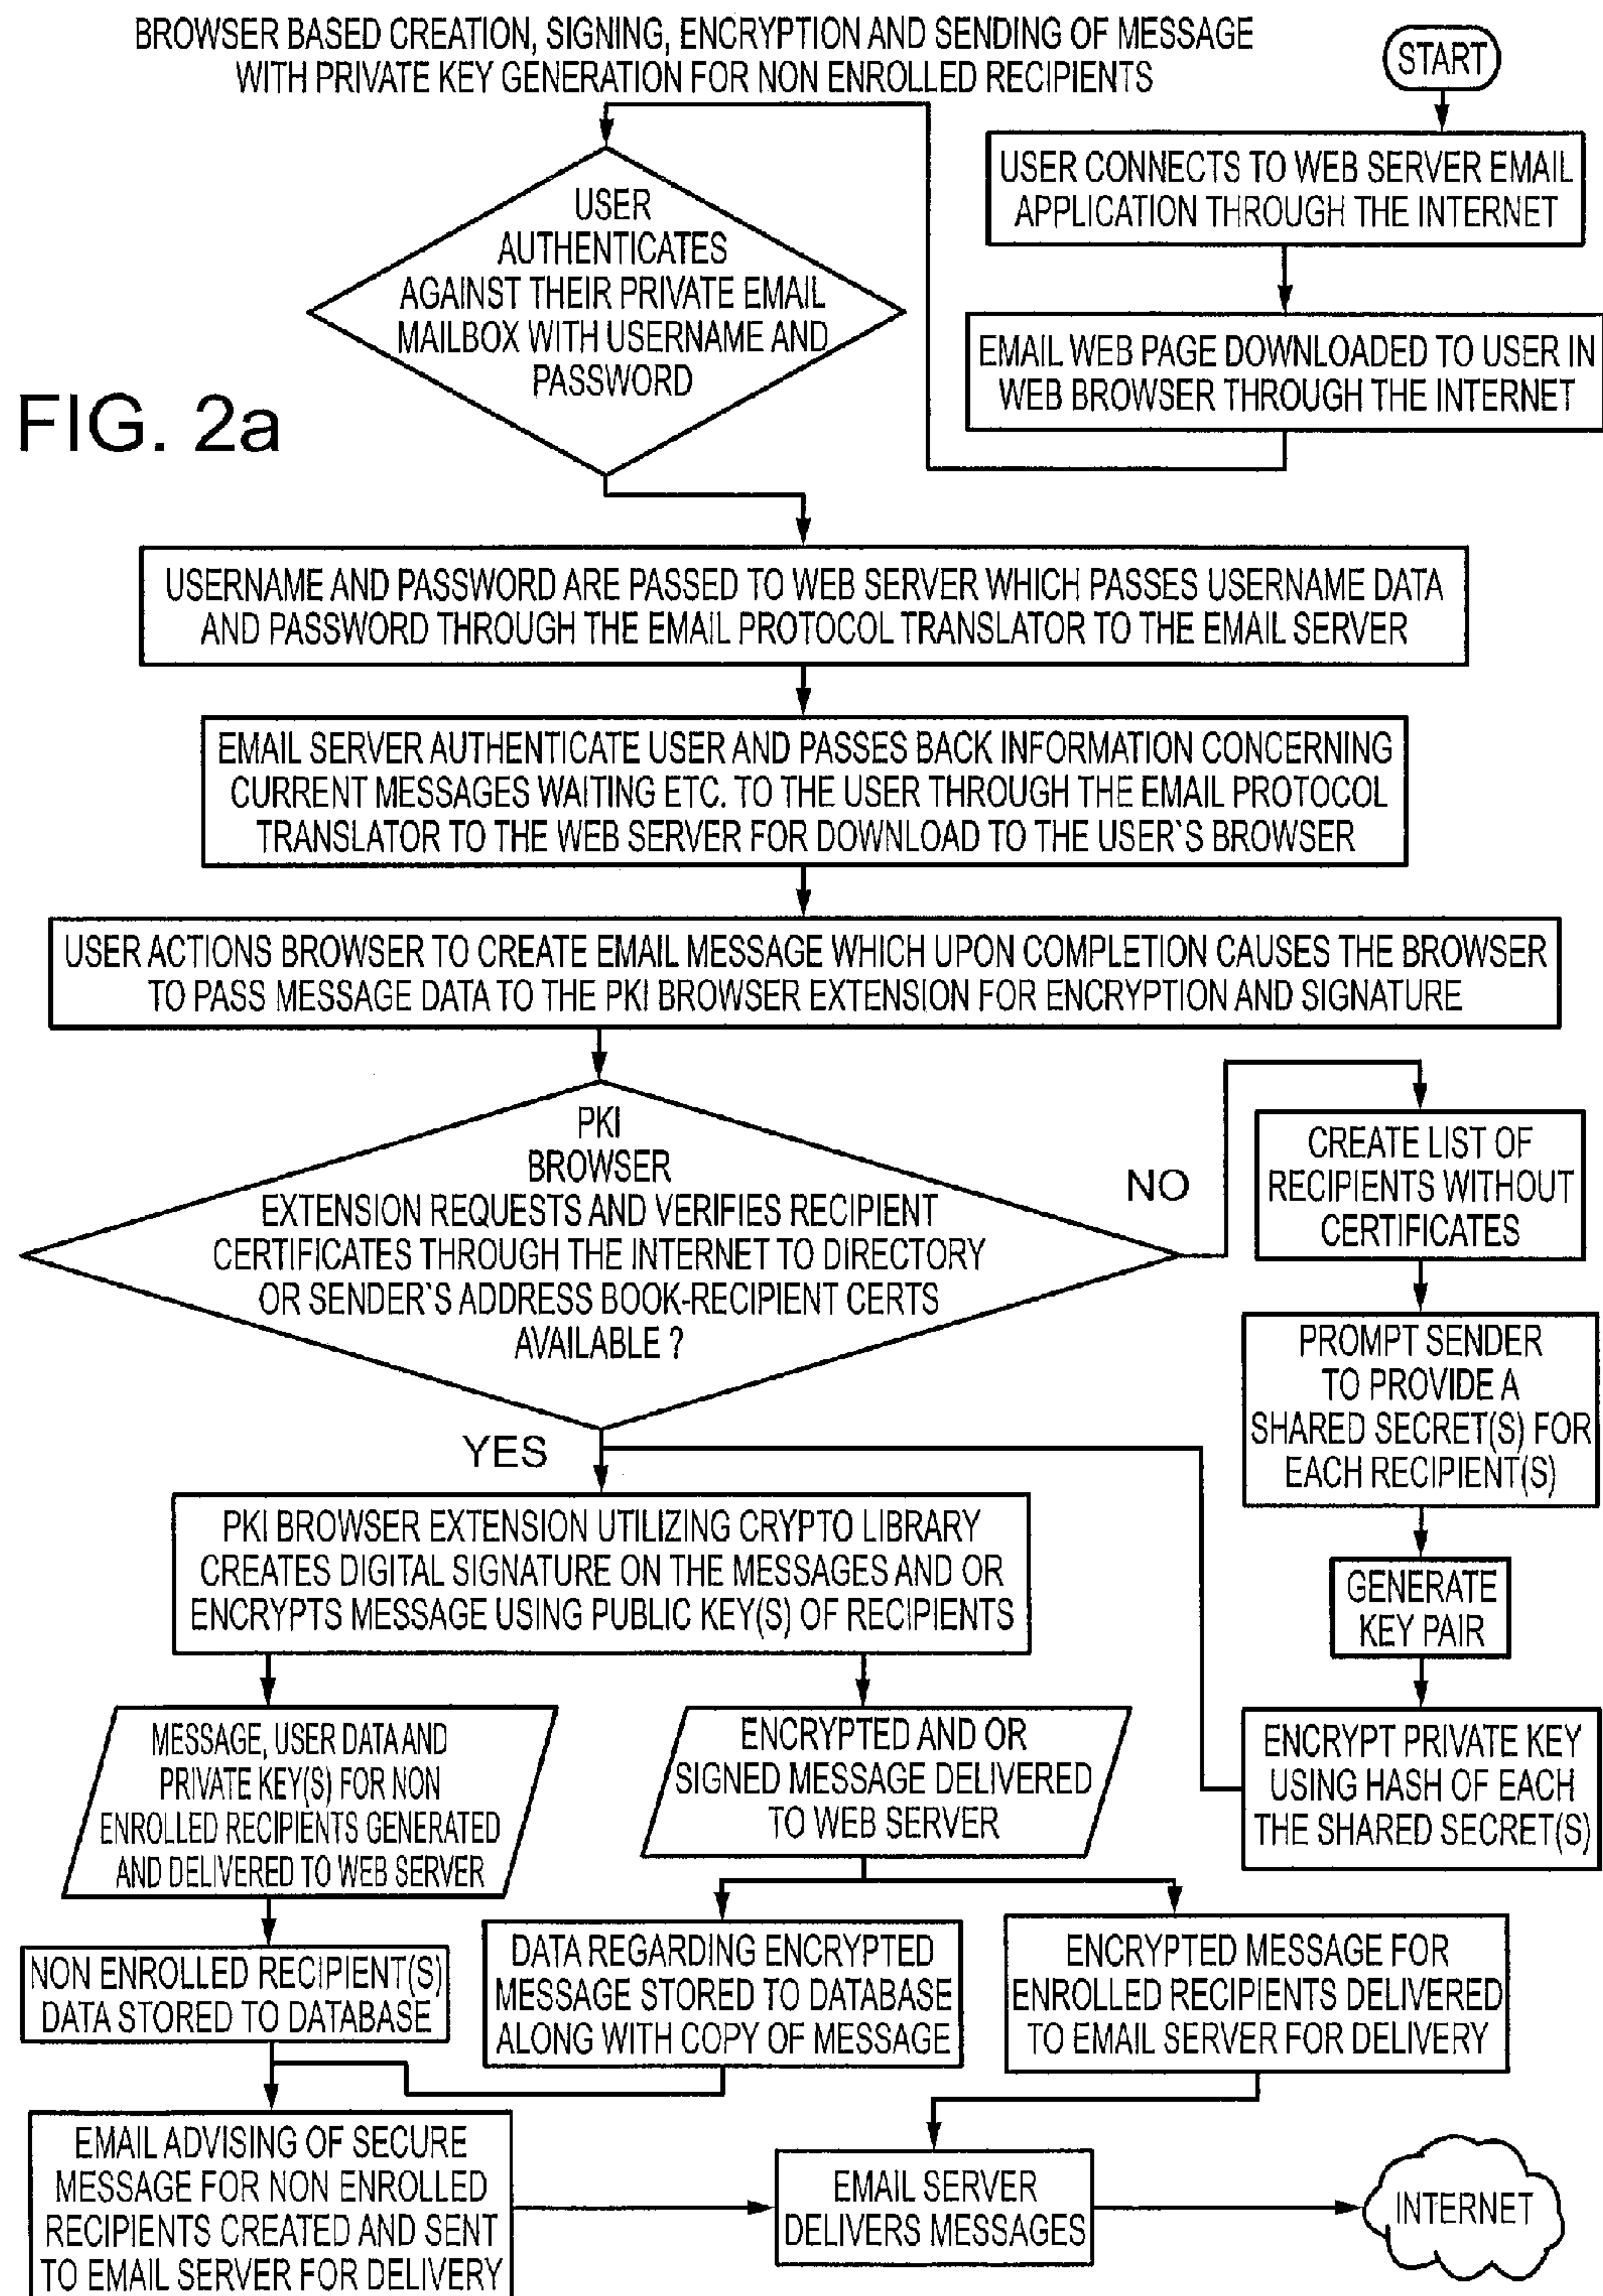 BROWSER BASED CREATION, SIGNING, ENCRYPTION AND SENDING OF MESSAGE
WITH PRIVATE KEY GENERATION FOR NON ENROLLED RECIPIENTS
START
USER CONNECTS TO WEB SERVER EMAIL
APPLICATION THROUGH THE INTERNET
EMAIL WEB PAGE DOWNLOADED TO USER IN
WEB BROWSER THROUGH THE INTERNET
USER
AUTHENTICATES
AGAINST THEIR PRIVATE EMAIL
MAILBOX WITH USERNAME AND
PASSWORD
FIG. 2a
USERNAME AND PASSWORD ARE PASSED TO WEB SERVER WHICH PASSES USERNAME DATA
AND PASSWORD THROUGH THE EMAIL PROTOCOL TRANSLATOR TO THE EMAIL SERVER
EMAIL SERVER AUTHENTICATE USER AND PASSES BACK INFORMATION CONCERNING
CURRENT MESSAGES WAITING ETC. TO THE USER THROUGH THE EMAIL PROTOCOL
TRANSLATOR TO THE WEB SERVER FOR DOWNLOAD TO THE USER`S BROWSER
USER ACTIONS BROWSER TO CREATE EMAIL MESSAGE WHICH UPON COMPLETION CAUSES THE BROWSER
TO PASS MESSAGE DATA TO THE PKI BROWSER EXTENSION FOR ENCRYPTION AND SIGNATURE
PKI
BROWSER
EXTENSION REQUESTS AND VERIFIES RECIPIENT
CERTIFICATES THROUGH THE INTERNET TO DIRECTORY
OR SENDER`S ADDRESS BOOK-RECIPIENT CERTS
AVAILABLE ?
NO
CREATE LIST OF
RECIPIENTS WITHOUT
CERTIFICATES
PROMPT SENDER
TO PROVIDE A
SHARED SECRET(S) FOR
EACH RECIPIENT(S)
GENERATE
KEY PAIR
ENCRYPT PRIVATE KEY
USING HASH OF EACH
THE SHARED SECRET(S)
YES
PKI BROWSER EXTENSION UTILIZING CRYPTO LIBRARY
CREATES DIGITAL SIGNATURE ON THE MESSAGES AND OR
ENCRYPTS MESSAGE USING PUBLIC KEY(S) OF RECIPIENTS
MESSAGE, USER DATA AND
PRIVATE KEY(S) FOR NON
ENROLLED RECIPIENTS GENERATED
AND DELIVERED TO WEB SERVER
ENCRYPTED AND OR
SIGNED MESSAGE DELIVERED
TO WEB SERVER
NON ENROLLED RECIPIENT(S)
DATA STORED TO DATABASE
DATA REGARDING ENCRYPTED
MESSAGE STORED TO DATABASE
ALONG WITH COPY OF MESSAGE
ENCRYPTED MESSAGE FOR
ENROLLED RECIPIENTS DELIVERED
TO EMAIL SERVER FOR DELIVERY
EMAIL ADVISING OF SECURE
MESSAGE FOR NON ENROLLED
RECIPIENTS CREATED AND SENT
TO EMAIL SERVER FOR DELIVERY
EMAIL SERVER
DELIVERS MESSAGES
INTERNET